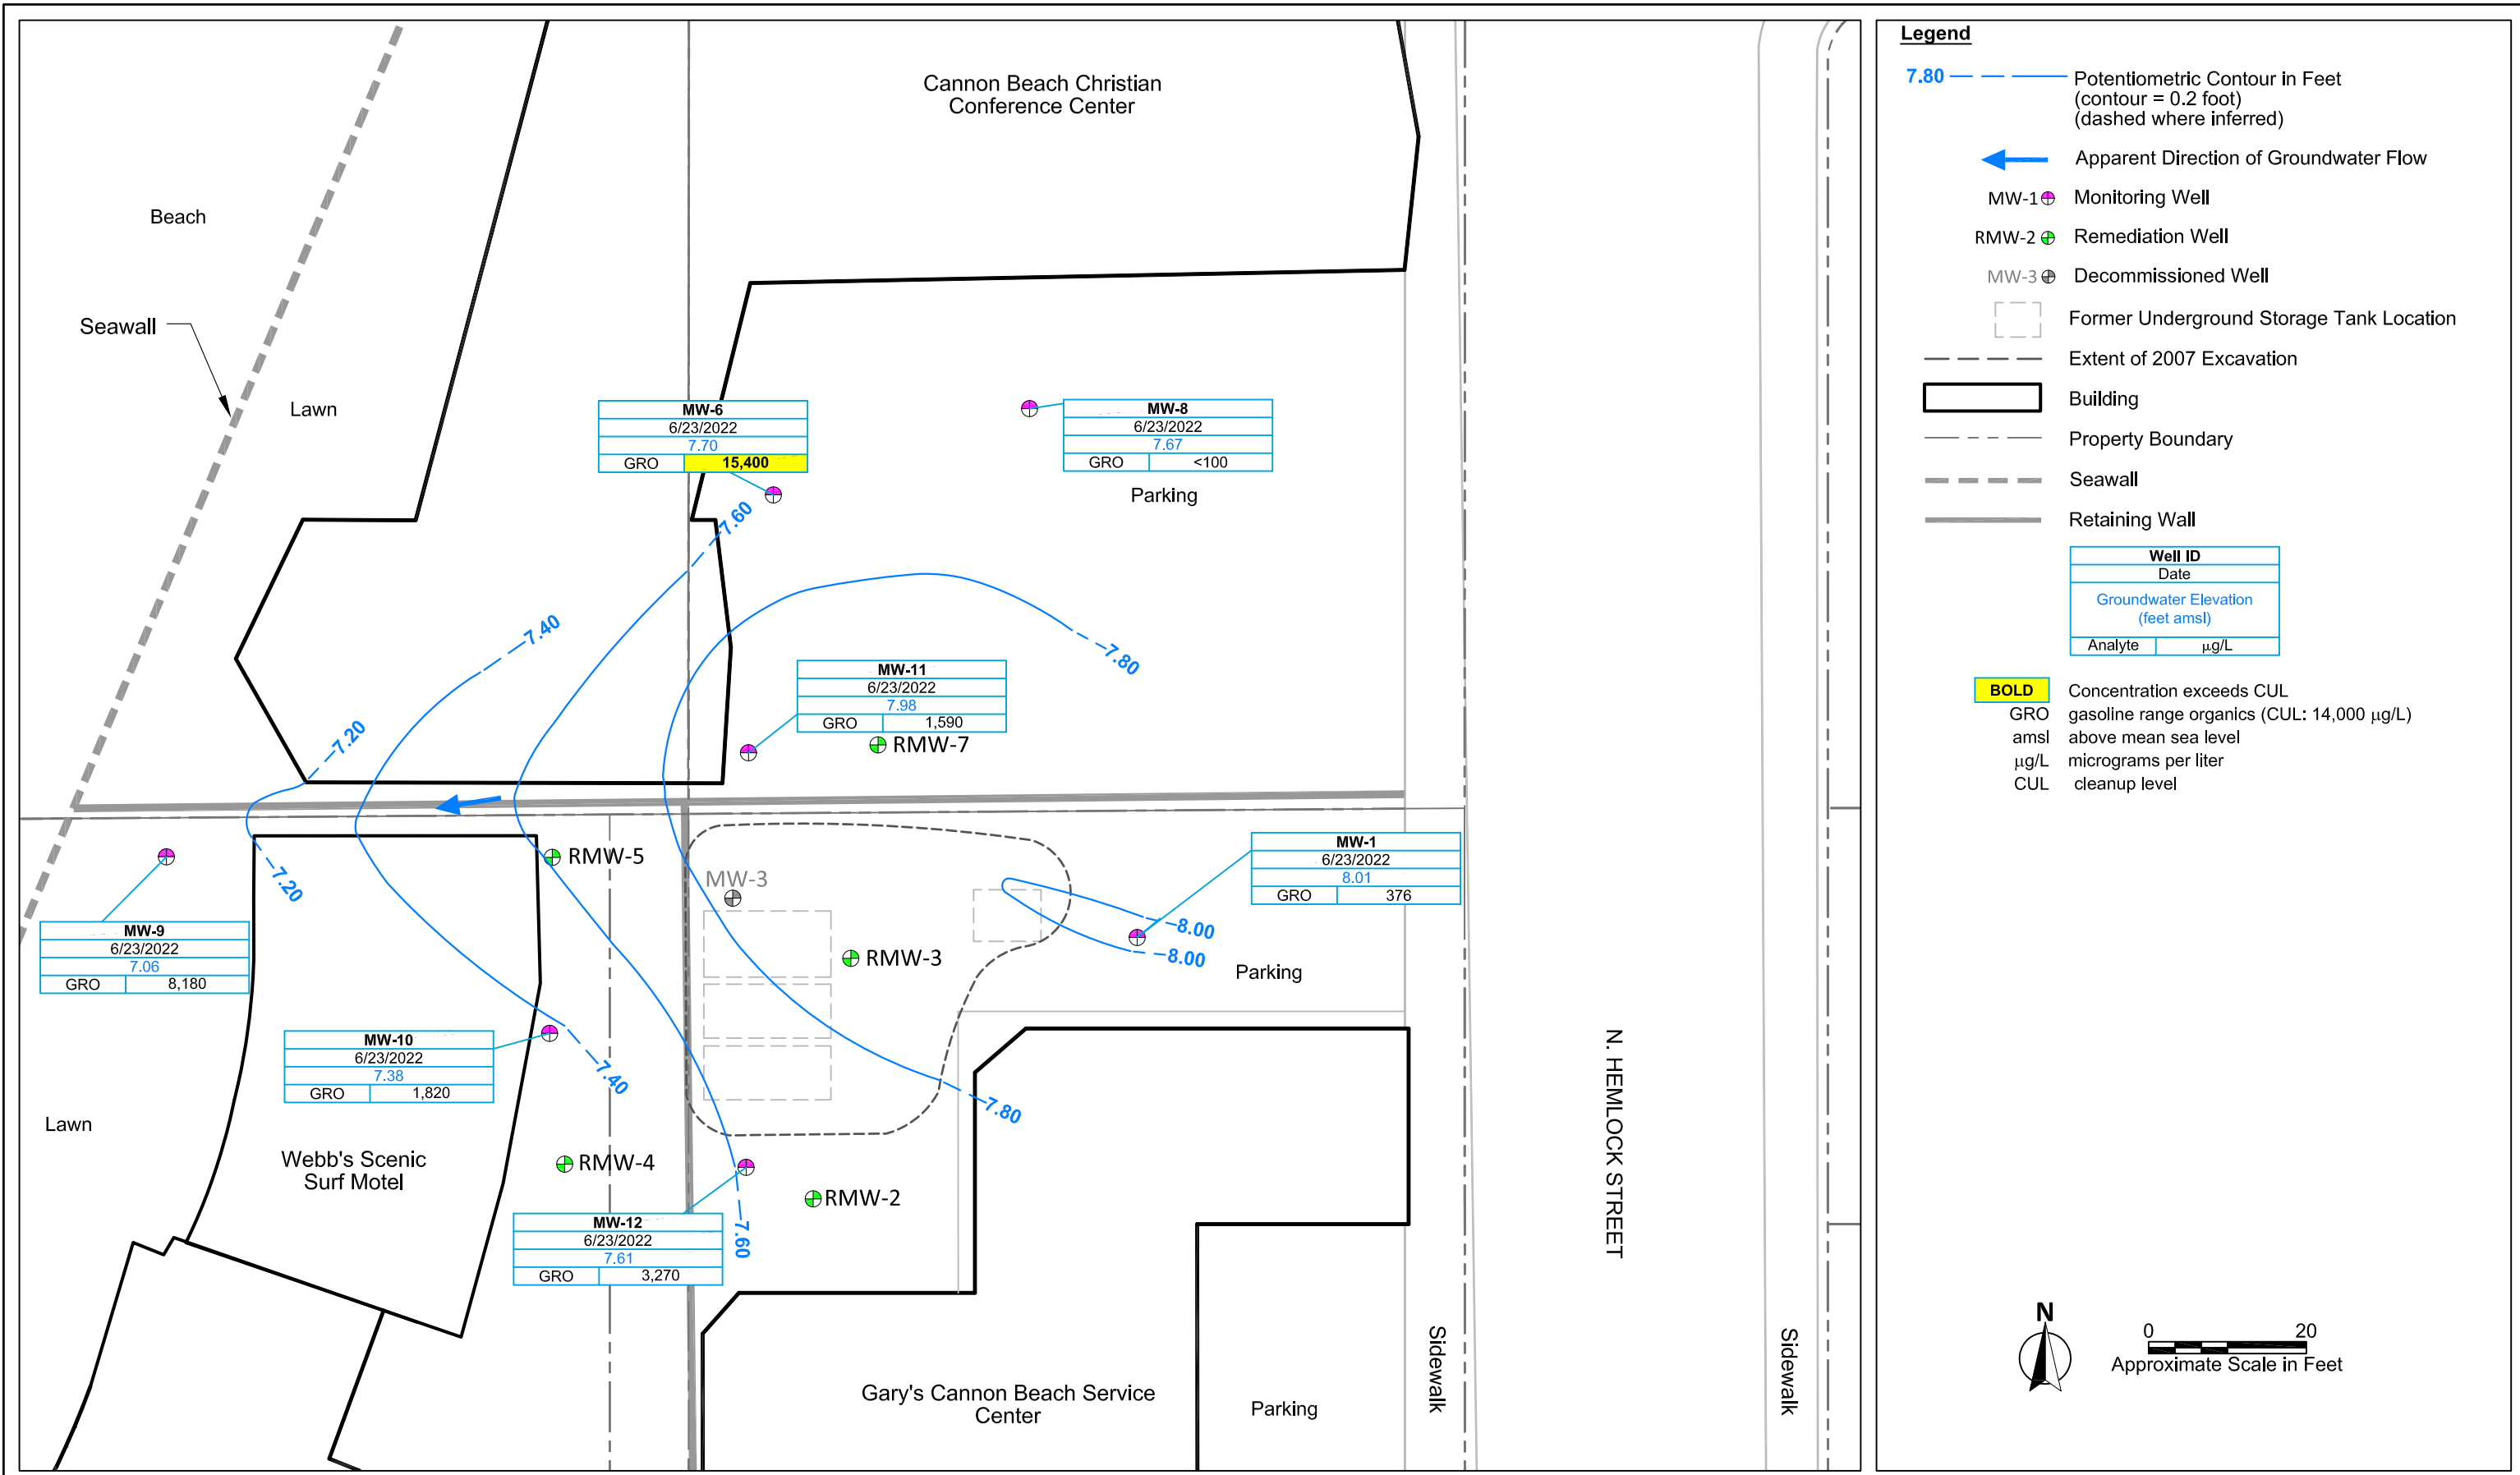 Cannon Beach Christian
Conference Center
Beach
Seawall
Lawn
MW-6
6/23/2022
7.70
GRO 15,400
MW-8
6/23/2022
7.67
GRO <100
Parking
7.60
7.40
7.80
7.20
MW-11
6/23/2022
7.98
GRO 1,590
RMW-7
RMW-5
MW-3
7.20
MW-1
6/23/2022
8.01
GRO 376
8.00
8.00
RMW-3
Parking
MW-9
6/23/2022
7.06
GRO 8,180
MW-10
6/23/2022
7.38
GRO 1,820
7.40
7.80
Lawn
Webb's Scenic
Surf Motel
RMW-4
RMW-2
MW-12
6/23/2022
7.61
GRO 3,270
7.60
N. HEMLOCK STREET
Sidewalk
Sidewalk
Gary's Cannon Beach Service
Center
Parking
Legend
7.80 Potentiometric Contour in Feet
(contour = 0.2 foot)
(dashed where inferred)
Apparent Direction of Groundwater Flow
MW-1 Monitoring Well
RMW-2 Remediation Well
MW-3 Decommissioned Well
Former Underground Storage Tank Location
Extent of 2007 Excavation
Building
Property Boundary
Seawall
Retaining Wall
Well ID
Date
Groundwater Elevation
(feet amsl)
Analyte µg/L
BOLD Concentration exceeds CUL
GRO gasoline range organics (CUL: 14,000 µg/L)
amsl above mean sea level
µg/L micrograms per liter
CUL cleanup level
N
0 20
Approximate Scale in Feet